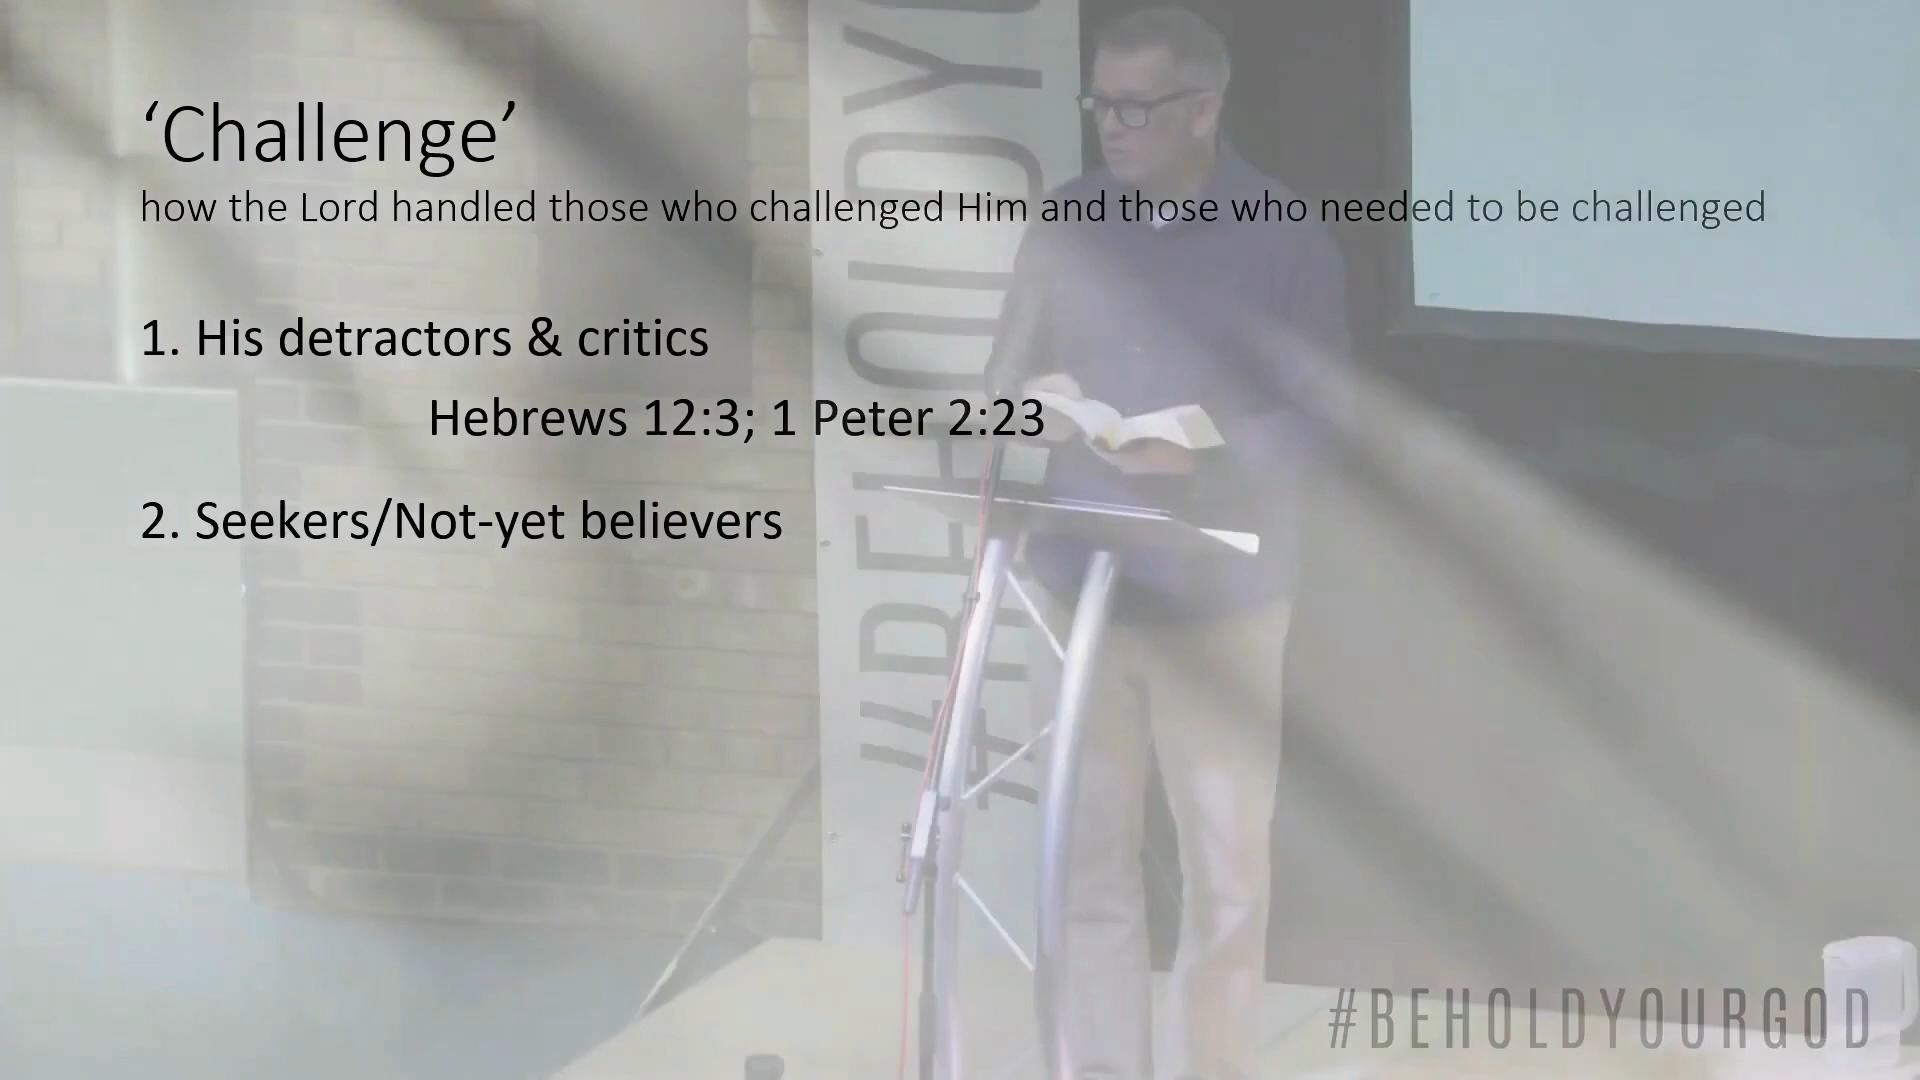 ‘Challenge’
how the Lord handled those who challenged Him and those who needed to be challenged
1. His detractors & critics
Hebrews 12:3; 1 Peter 2:23
2. Seekers/Not-yet believers
#BEHOLDYO
#BEHOLDYOURGOD